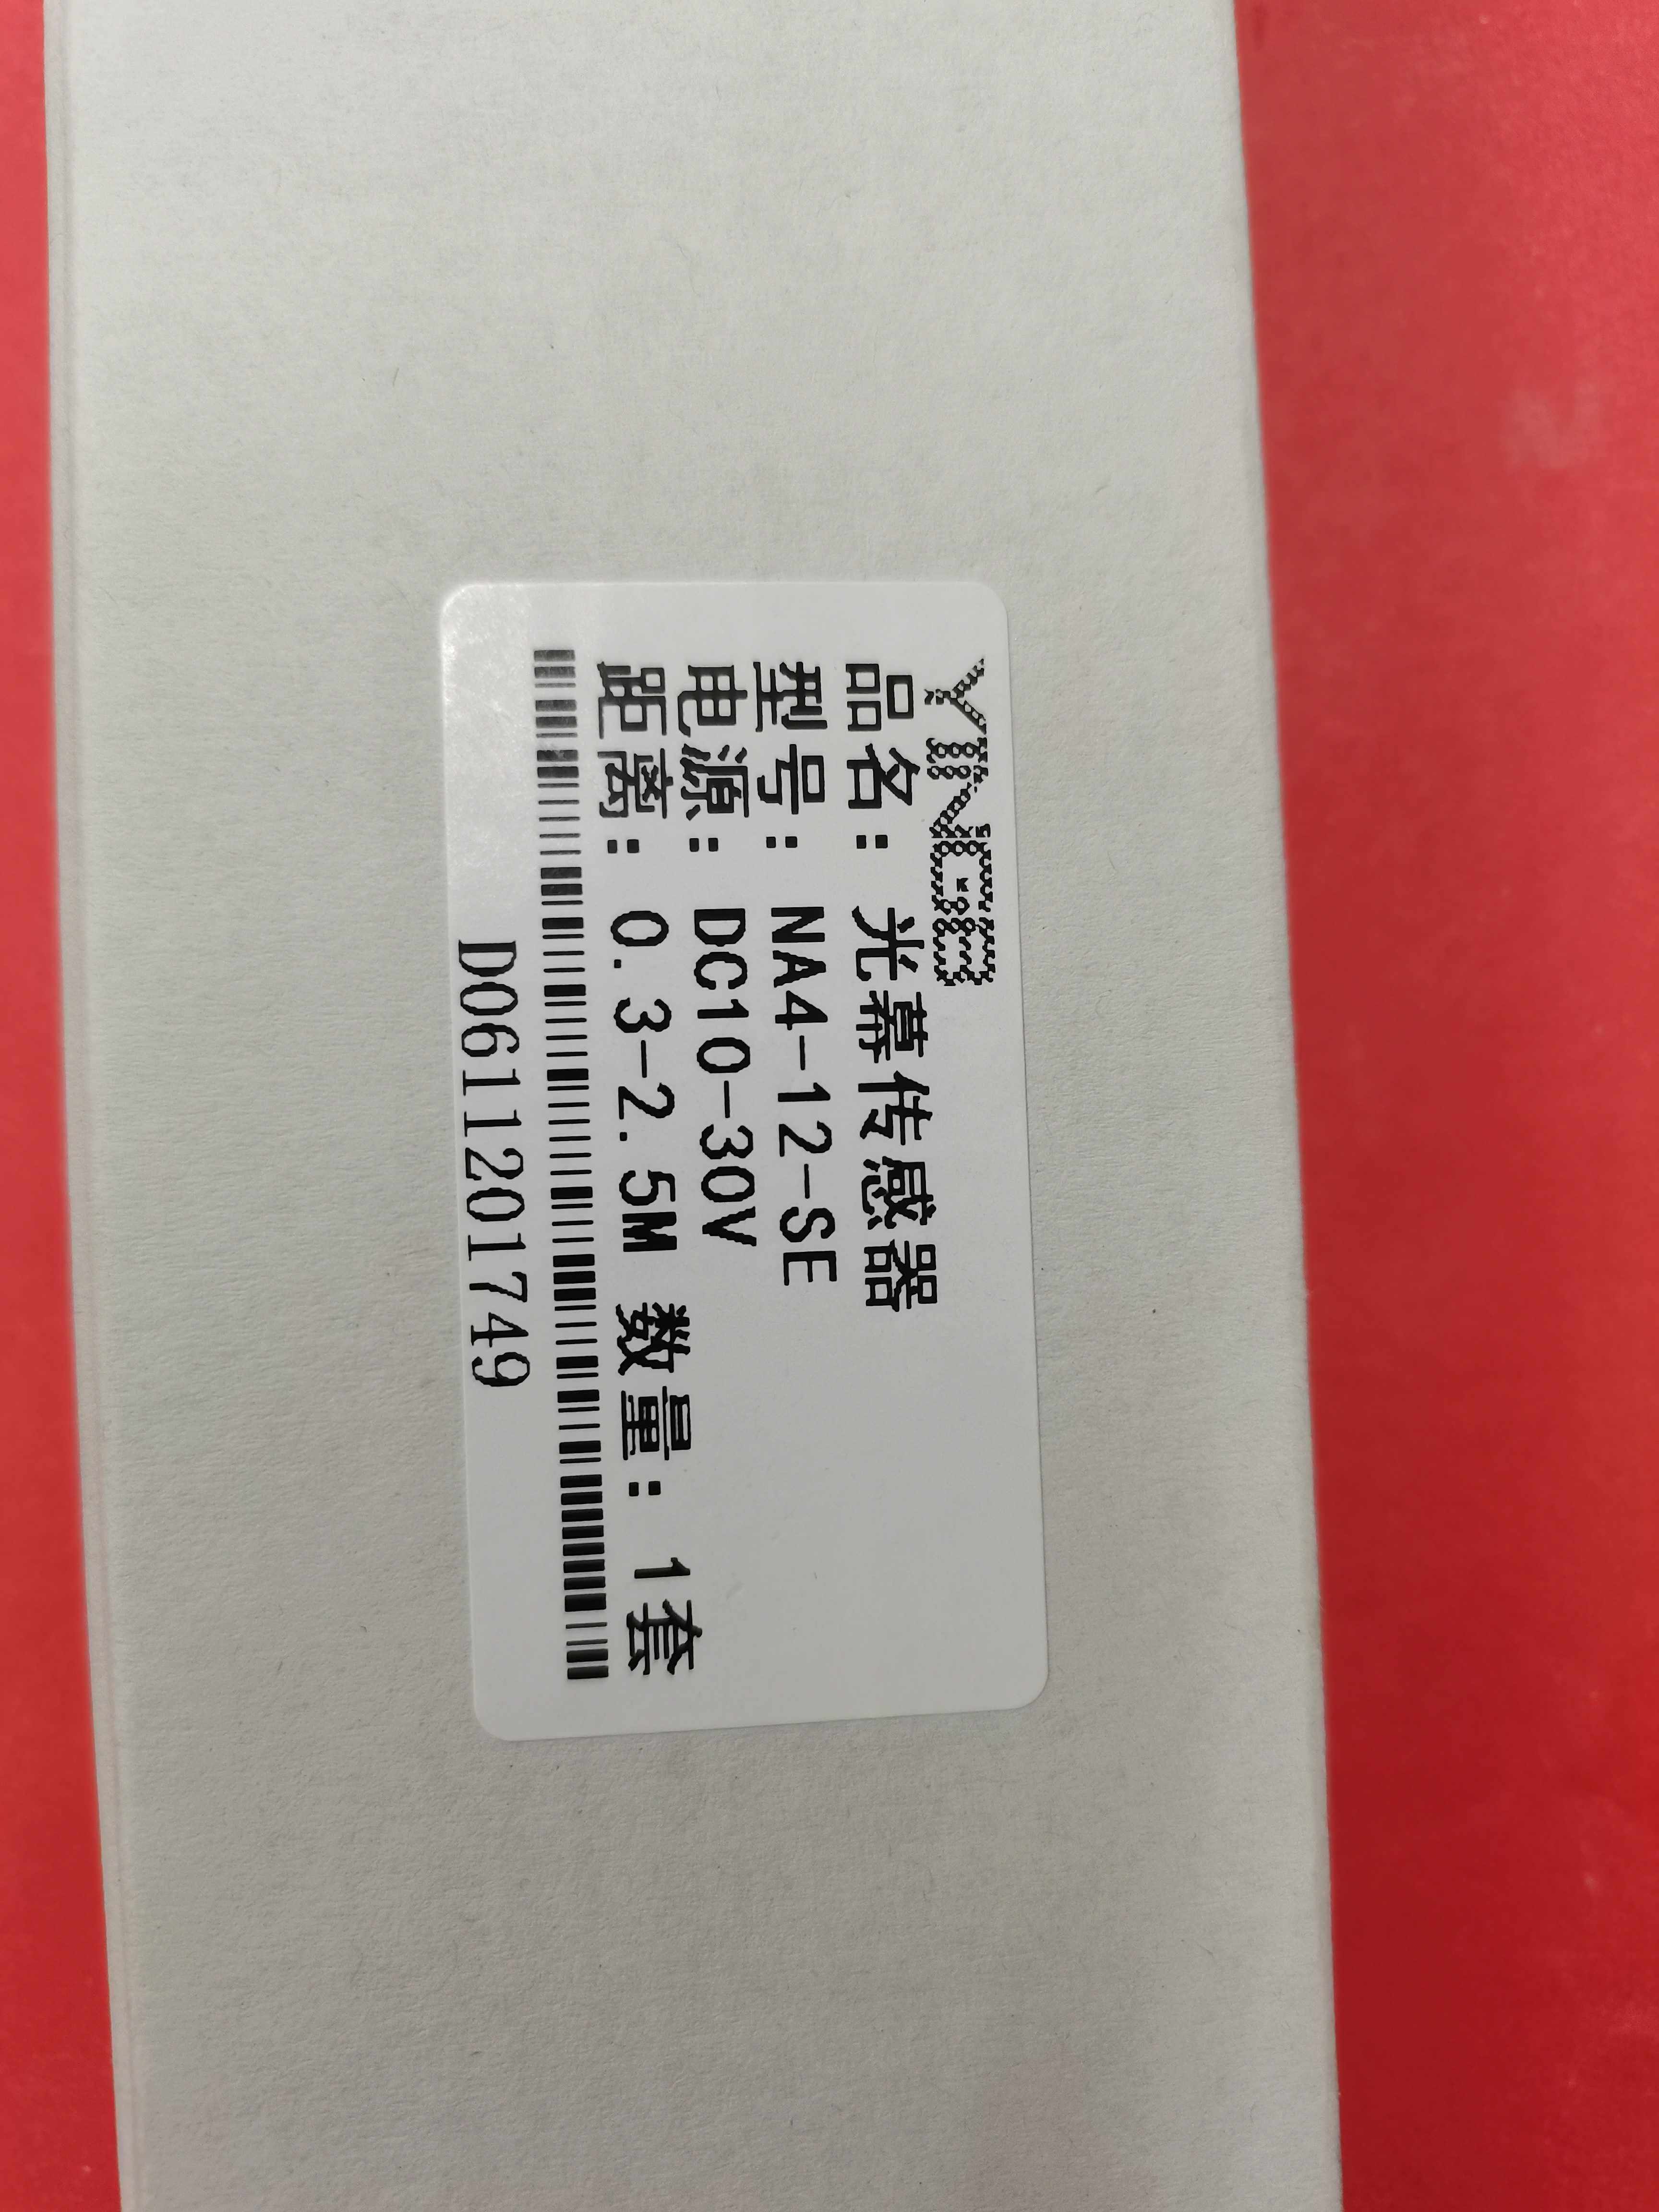 品名： 光幕传感器
型号： NA4-12-SE
电源： DC10-30V
距离： 0.3-2.5M 数量： 1套
D0611201749